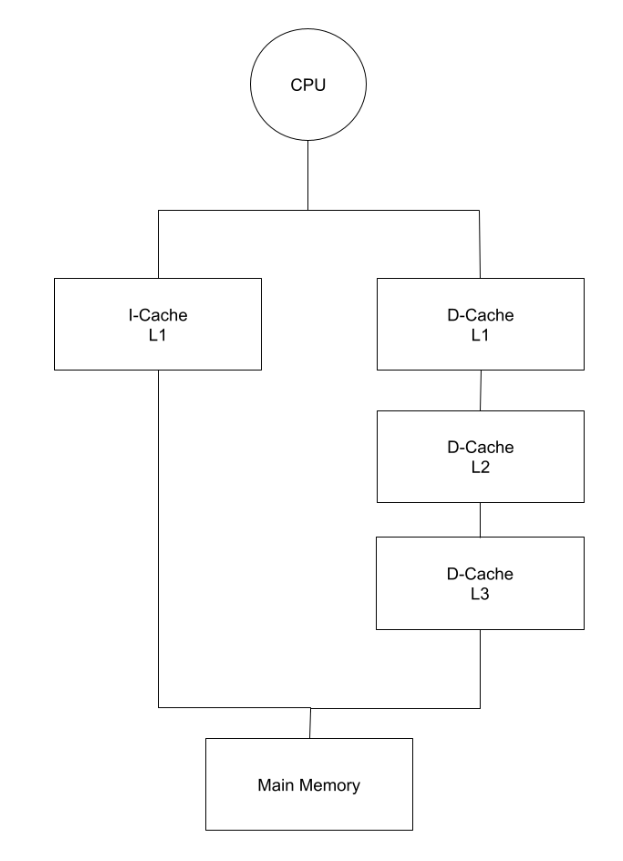 CPU
I-Cache
L1
D-Cache
L1
D-Cache
L2
D-Cache
L3
Main Memory